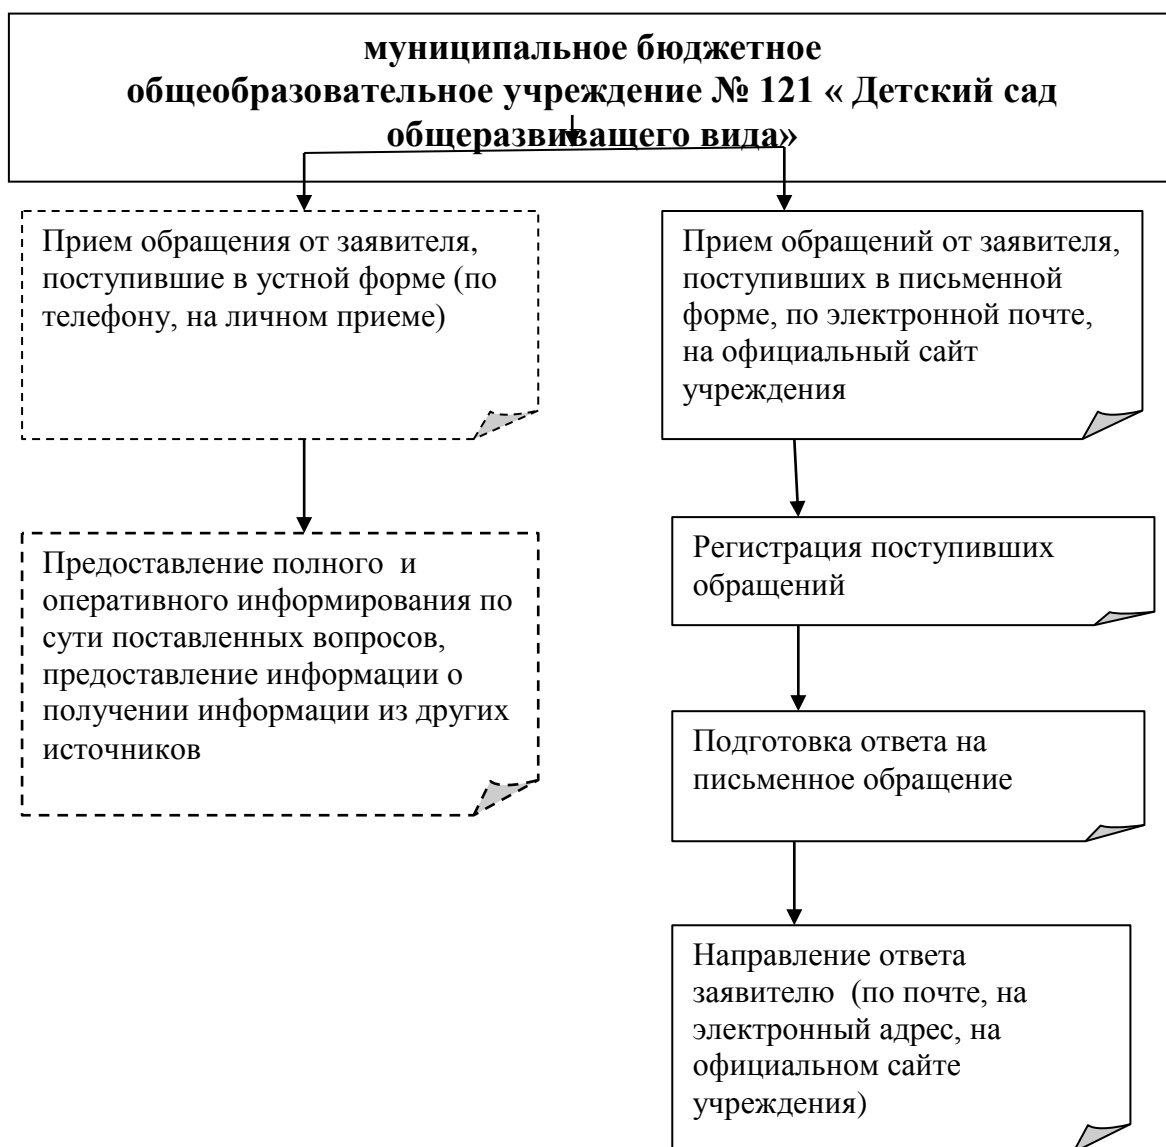 муниципальное бюджетное
общеобразовательное учреждение № 121 « Детский сад
общеразвиващего вида»
Прием обращения от заявителя,
поступившие в устной форме (по
телефону, на личном приеме)
Прием обращений от заявителя,
поступивших в письменной
форме, по электронной почте,
на официальный сайт
учреждения
Предоставление полного  и
оперативного информирования по
сути поставленных вопросов,
предоставление информации о
получении информации из других
источников
Регистрация поступивших
обращений
Подготовка ответа на
письменное обращение
Направление ответа
заявителю  (по почте, на
электронный адрес, на
официальном сайте
учреждения)